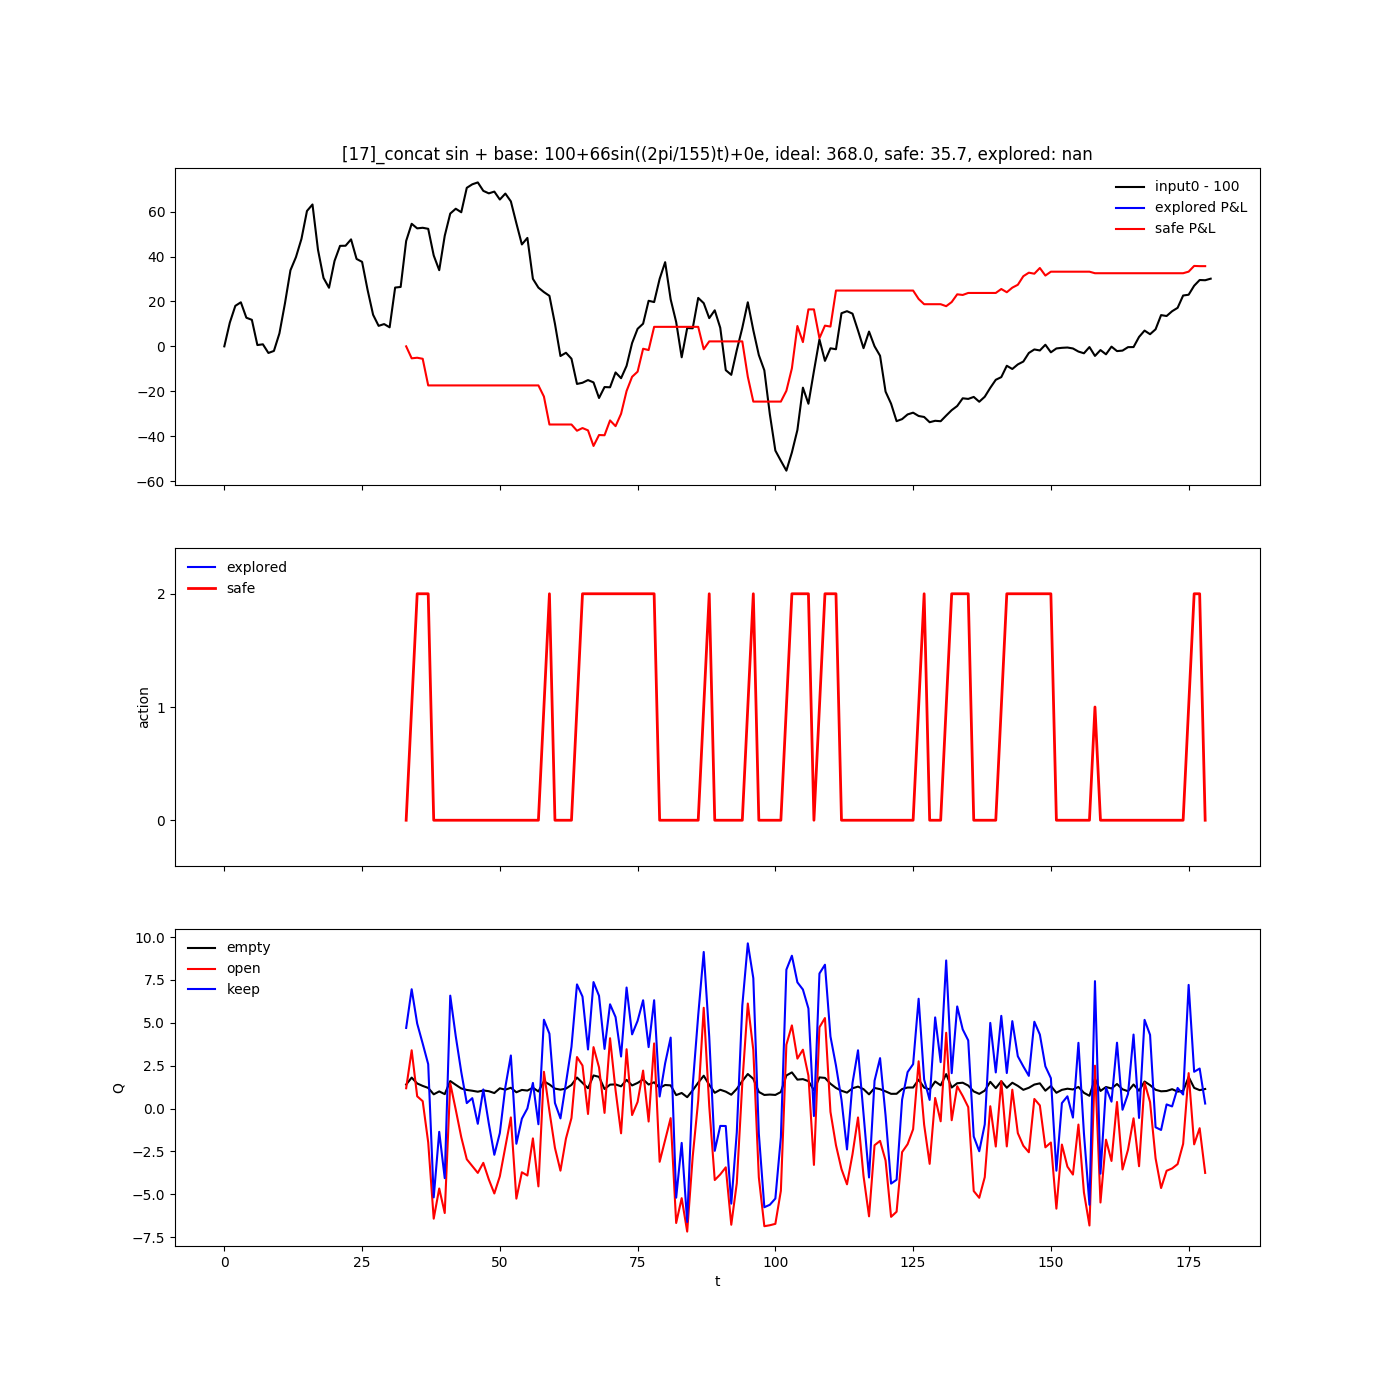 [17]_concat sin + base: 100+66sin((2pi/155)t)+0e, ideal: 368.0, safe: 35.7, explored: nan
input0 - 100
explored P&L
safe P&L
60
40
20
0
−20
−40
−60
explored
safe
2
1
0
action
empty
open
keep
10.0
7.5
5.0
2.5
0.0
−2.5
−5.0
−7.5
Q
0 25 50 75 100 125 150 175
t